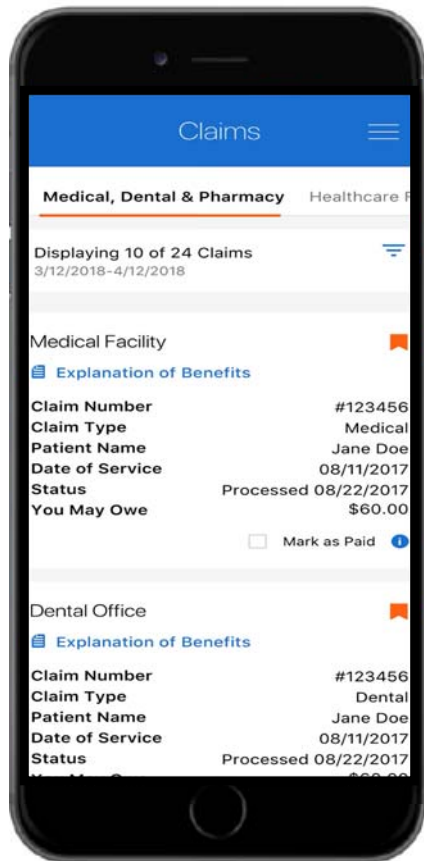 Claims
Medical, Dental & Pharmacy Healthcare F
Displaying 10 of 24 Claims
3/12/2018-4/12/2018
Medical Facility
Explanation of Benefits
Claim Number #123456
Claim Type Medical
Patient Name Jane Doe
Date of Service 08/11/2017
Status Processed 08/22/2017
You May Owe $60.00
Mark as Paid
Dental Office
Explanation of Benefits
Claim Number #123456
Claim Type Dental
Patient Name Jane Doe
Date of Service 08/11/2017
Status Processed 08/22/2017